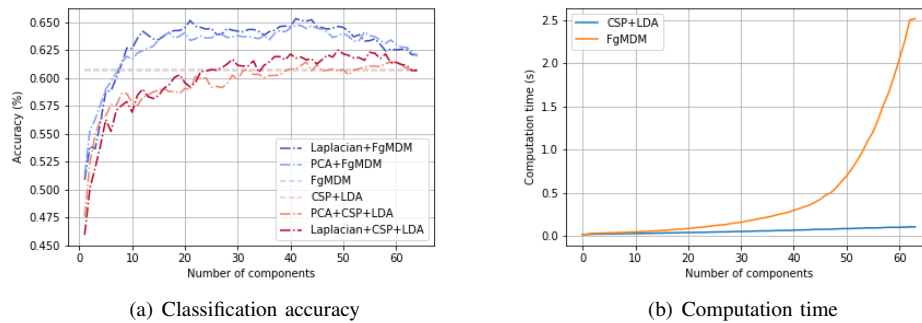 0.650
0.625
0.600
0.575
0.550
0.525
0.500
0.475
0.450
Accuracy (%)
Laplacian+FgMDM
PCA+FgMDM
FgMDM
CSP+LDA
PCA+CSP+LDA
Laplacian+CSP+LDA
0 10 20 30 40 50 60
Number of components
(a) Classification accuracy
2.5
2.0
1.5
1.0
0.5
0.0
Computation time (s)
CSP+LDA
FgMDM
0 10 20 30 40 50 60
Number of components
(b) Computation time